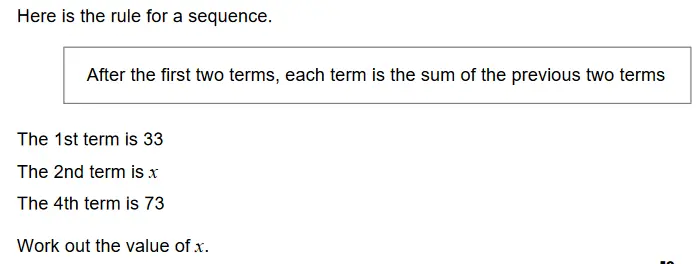 Here is the rule for a sequence.
After the first two terms, each term is the sum of the previous two terms
The 1st term is 33
The 2nd term is x
The 4th term is 73
Work out the value of x.